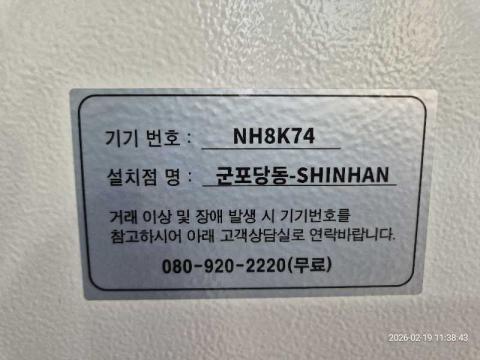 기기 번호 : NH8K74
설치점 명 : 군포당동-SHINHAN
거래 이상 및 장애 발생 시 기기번호를
참고하시어 아래 고객상담실로 연락바랍니다.
080-920-2220(무료)
2026-02-19 11:38:43